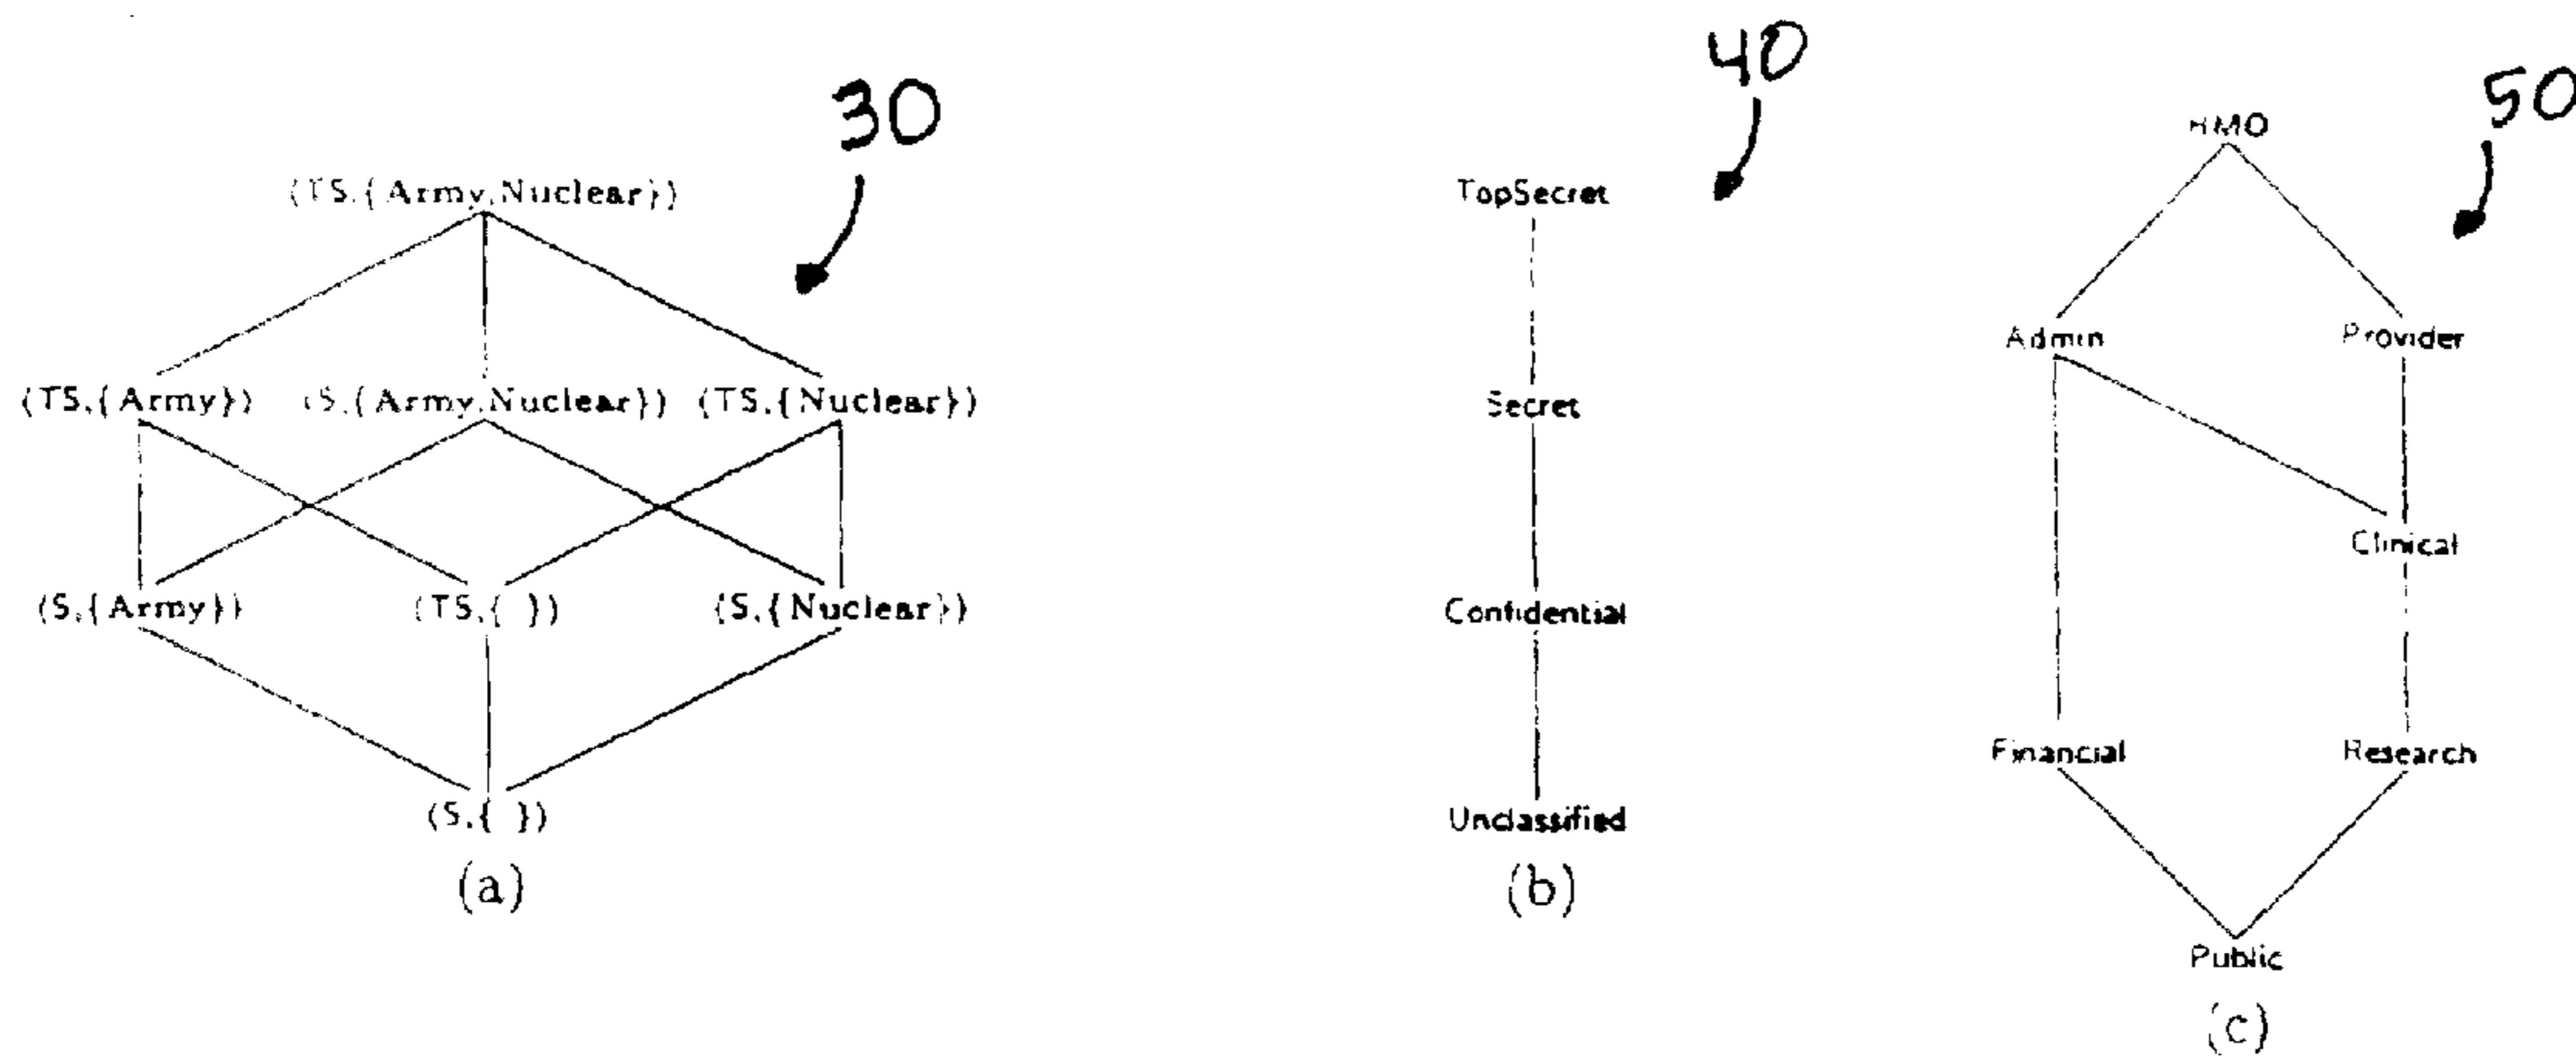 30
(TS,{Army,Nuclear})
(TS,{Army}) (S,{Army,Nuclear}) (TS,{Nuclear})
(S,{Army}) (TS,{ }) (S,{Nuclear})
(S,{ })
(a)
40
TopSecret
Secret
Confidential
Unclassified
(b)
50
HMO
Admin Provider
Clinical
Financial Research
Public
(c)